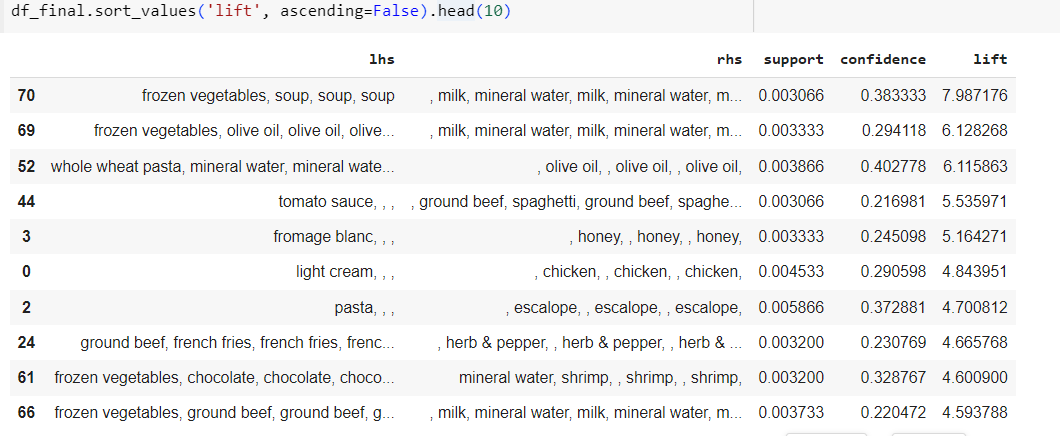 df_final.sort_values('lift', ascending=False).head(10)
lhs rhs support confidence lift
70 frozen vegetables, soup, soup, soup , milk, mineral water, milk, mineral water, m... 0.003066 0.383333 7.987176
69 frozen vegetables, olive oil, olive oil, olive... , milk, mineral water, milk, mineral water, m... 0.003333 0.294118 6.128268
52 whole wheat pasta, mineral water, mineral wate... , olive oil, , olive oil, , olive oil, 0.003866 0.402778 6.115863
44 tomato sauce, , , , ground beef, spaghetti, ground beef, spaghe... 0.003066 0.216981 5.535971
3 fromage blanc, , , , honey, , honey, , honey, 0.003333 0.245098 5.164271
0 light cream, , , , chicken, , chicken, , chicken, 0.004533 0.290598 4.843951
2 pasta, , , , escalope, , escalope, , escalope, 0.005866 0.372881 4.700812
24 ground beef, french fries, french fries, frenc... , herb & pepper, , herb & pepper, , herb & ... 0.003200 0.230769 4.665768
61 frozen vegetables, chocolate, chocolate, choco... mineral water, shrimp, , shrimp, , shrimp, 0.003200 0.328767 4.600900
66 frozen vegetables, ground beef, ground beef, g... , milk, mineral water, milk, mineral water, m... 0.003733 0.220472 4.593788